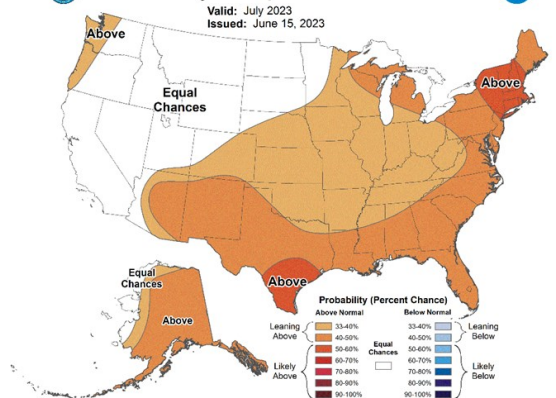 Valid: July 2023
Issued: June 15, 2023
Above
Above
Equal
Chances
Above
Equal
Chances
Above
Probability (Percent Chance)
Above Normal
Below Normal
Leaning
Above
33-40%
40-50%
Likely
Above
50-60%
60-70%
70-80%
80-90%
90-100%
Equal
Chances
33-40%
40-50%
Leaning
Below
50-60%
60-70%
70-80%
80-90%
90-100%
Likely
Below